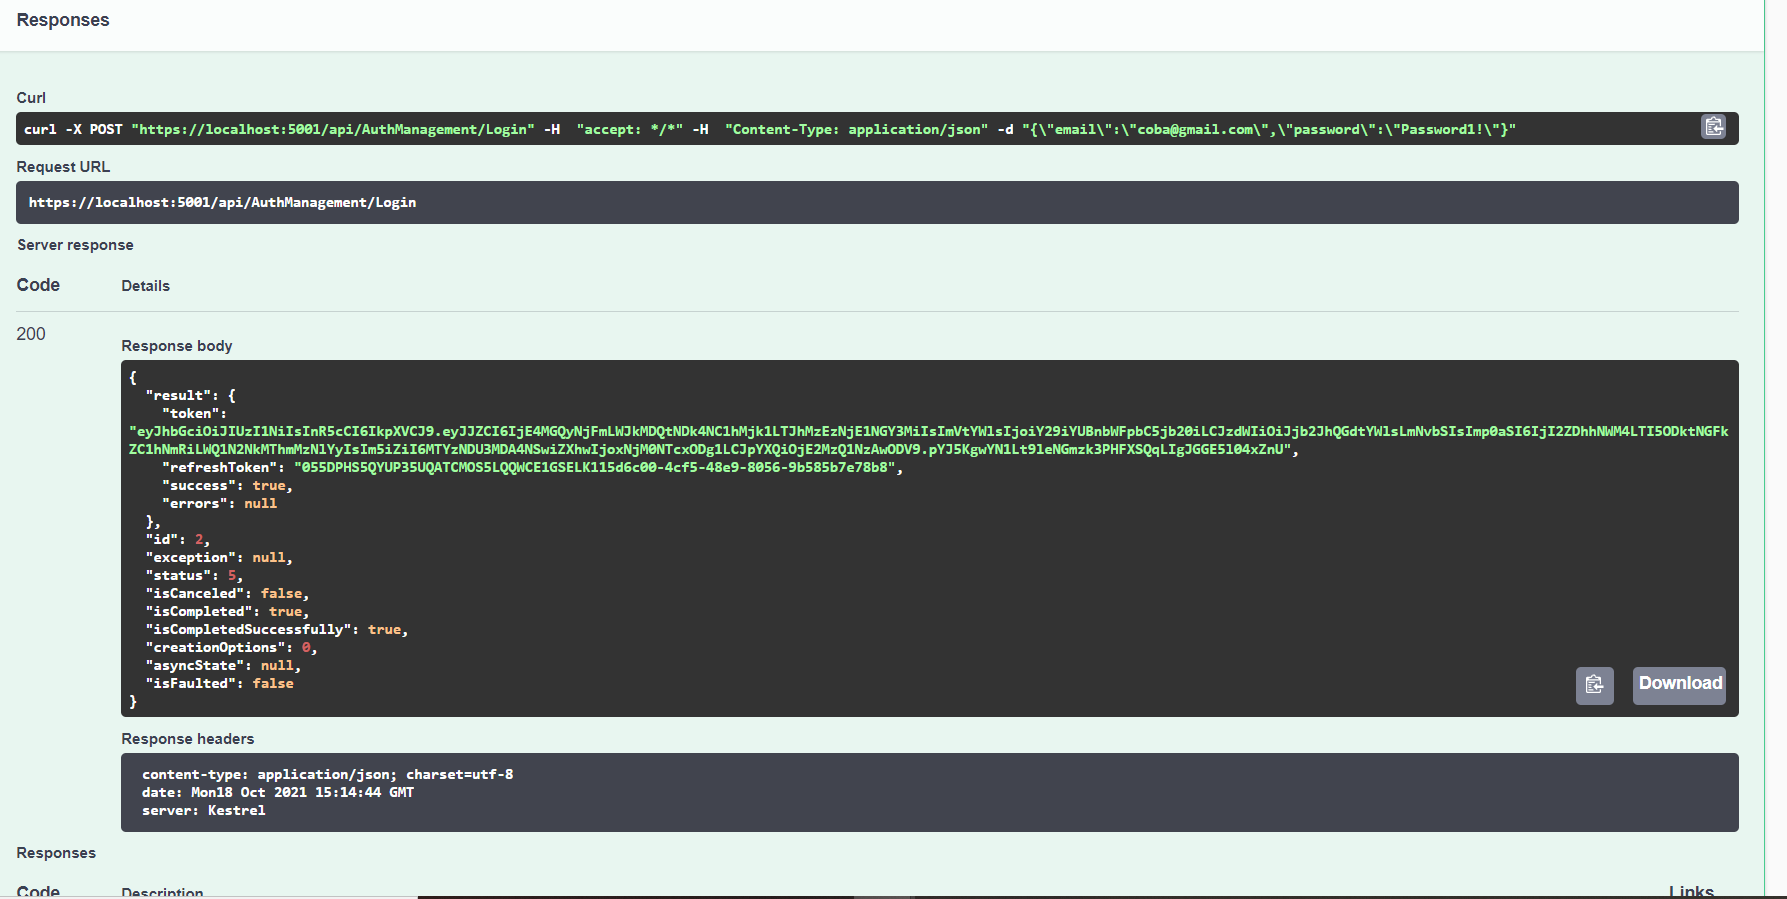 Responses
Curl
curl -X POST "https://localhost:5001/api/AuthManagement/Login" -H  "accept: */*" -H  "Content-Type: application/json" -d "{\"email\":\"coba@gmail.com\",\"password\":\"Password1!\"}"
Request URL
https://localhost:5001/api/AuthManagement/Login
Server response
Code Details
200
Response body
{
"result": {
"token":
"eyJhbGciOiJIUzI1NiIsInR5cCI6IkpXVCJ9.eyJJZCI6IjE4MGQyNjFmLWJkMDQtNDk4NC1hMjk1LTJhMzEzNjE1NGY3MiIsImVtYWlsIjoiY29iYUBnbWFpbC5jb20iLCJzdWIiOiJjb2JhQGdtYWlsLmNvbSIsImp0aSI6IjI2ZDhhNWM4LTI5ODktNGFk
ZC1hNmRiLWQ1N2NkMThmMzNlYyIsIm5iZiI6MTYzNDU3MDA4NSwiZXhwIjoxNjM0NTcxODg1LCJpYXQiOjE2MzQ1NzAwODV9.pYJ5KgwYN1Lt9leNGmzk3PHFXSQqLIgJGGE5l04xZnU",
"refreshToken": "055DPHS5QYUP35UQATCMOS5LQQWCE1GSELK115d6c00-4cf5-48e9-8056-9b585b7e78b8",
"success": true,
"errors": null
},
"id": 2,
"exception": null,
"status": 5,
"isCanceled": false,
"isCompleted": true,
"isCompletedSuccessfully": true,
"creationOptions": 0,
"asyncState": null,
"isFaulted": false
}
Download
Response headers
content-type: application/json; charset=utf-8
date: Mon18 Oct 2021 15:14:44 GMT
server: Kestrel
Responses
Code Description Links